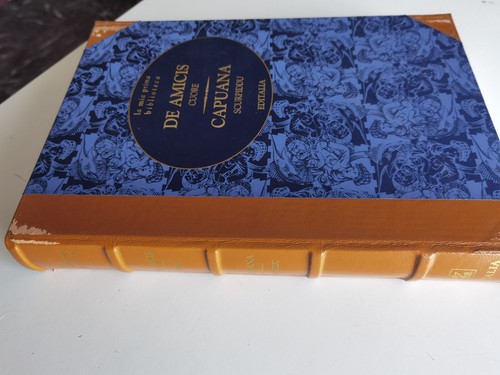 la mia prima
biblioteca
DE AMICIS
CUORE
CAPUANA
SCURPIDDU
EDITALIA